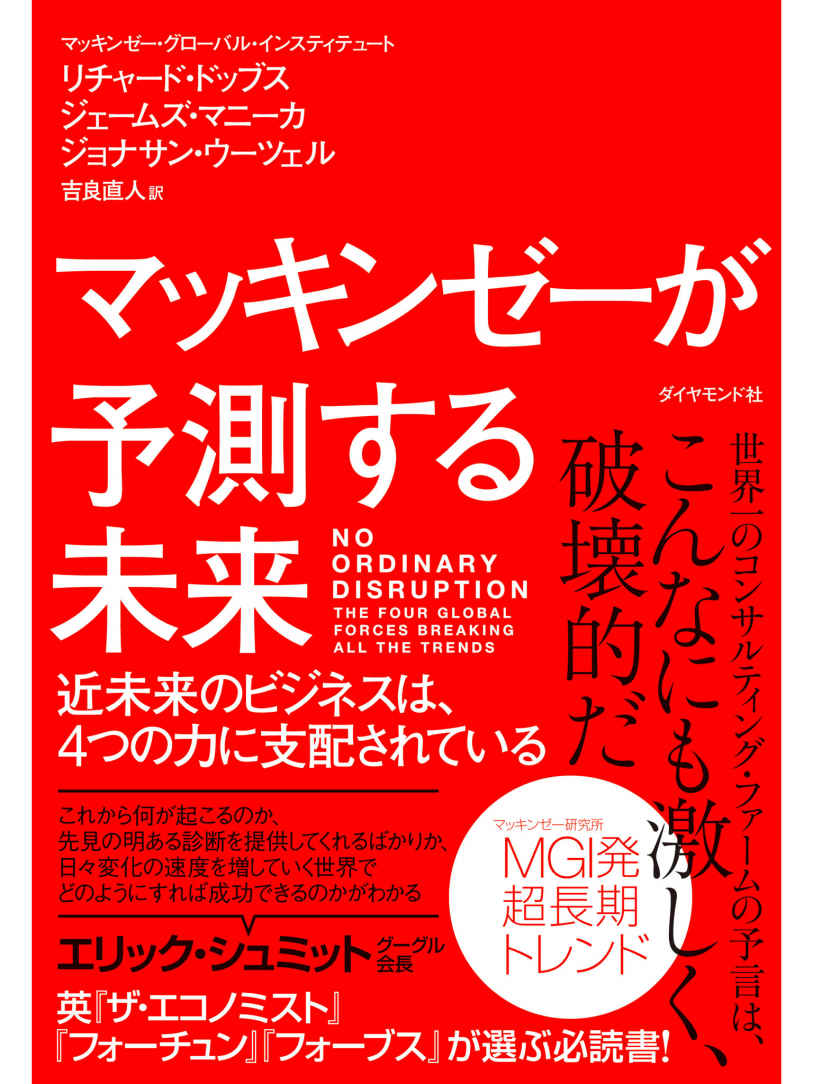 マッキンゼー・グローバル・インスティテュート
リチャード・ドッブス
ジェームズ・マニーカ
ジョナサン・ウーツェル
吉良直人 訳
マッキンゼーが
予測する
未来
NO
ORDINARY
DISRUPTION
THE FOUR GLOBAL
FORCES BREAKING
ALL THE TRENDS
ダイヤモンド社
世界一のコンサルティング・ファームの予言は、
こんなにも激しく、
破壊的だ
近未来のビジネスは、
4つの力に支配されている
これから何が起こるのか、
先見の明ある診断を提供してくれるばかりか、
日々変化の速度を増していく世界で
どのようにすれば成功できるのかがわかる
エリック・シュミット グーグル
会長
マッキンゼー研究所
MGI発
超長期
トレンド
英『ザ・エコノミスト』
『フォーチュン』『フォーブス』が選ぶ必読書!